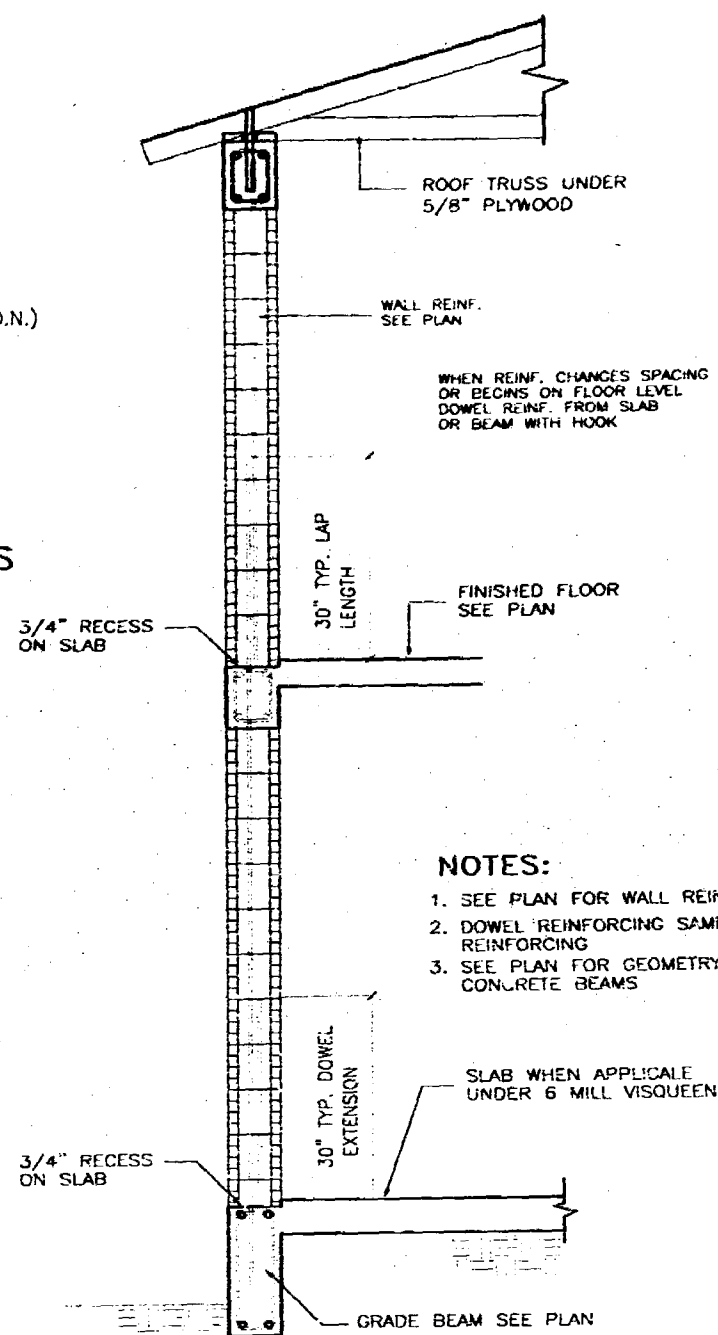 ROOF TRUSS UNDER
5/8" PLYWOOD
D.N.)
WALL REINF.
SEE PLAN
WHEN REINF. CHANGES SPACING
OR BEGINS ON FLOOR LEVEL
DOWEL REINF. FROM SLAB
OR BEAM WITH HOOK
S
30" TYP. LAP
LENGTH
FINISHED FLOOR
SEE PLAN
3/4" RECESS
ON SLAB
NOTES:
1. SEE PLAN FOR WALL REIN
2. DOWEL REINFORCING SAM
REINFORCING
3. SEE PLAN FOR GEOMETRY
CONCRETE BEAMS
30" TYP. DOWEL
EXTENSION
SLAB WHEN APPLICALE
UNDER 6 MILL VISQUEEN
3/4" RECESS
ON SLAB
GRADE BEAM SEE PLAN